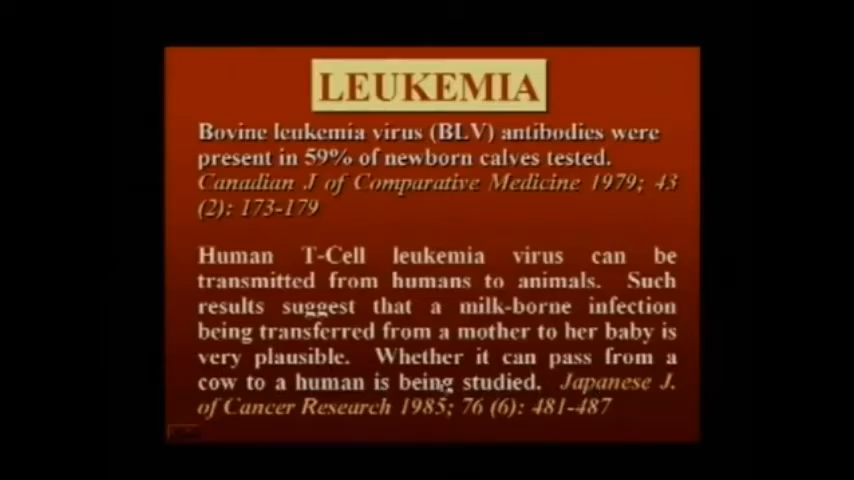 LEUKEMIA
Bovine leukemia virus (BLV) antibodies were
present in 59% of newborn calves tested.
Canadian J of Comparative Medicine 1979; 43
(2): 173-179
Human T-Cell leukemia virus can be
transmitted from humans to animals. Such
results suggest that a milk-borne infection
being transferred from a mother to her baby is
very plausible. Whether it can pass from a
cow to a human is being studied. Japanese J.
of Cancer Research 1985; 76 (6): 481-487